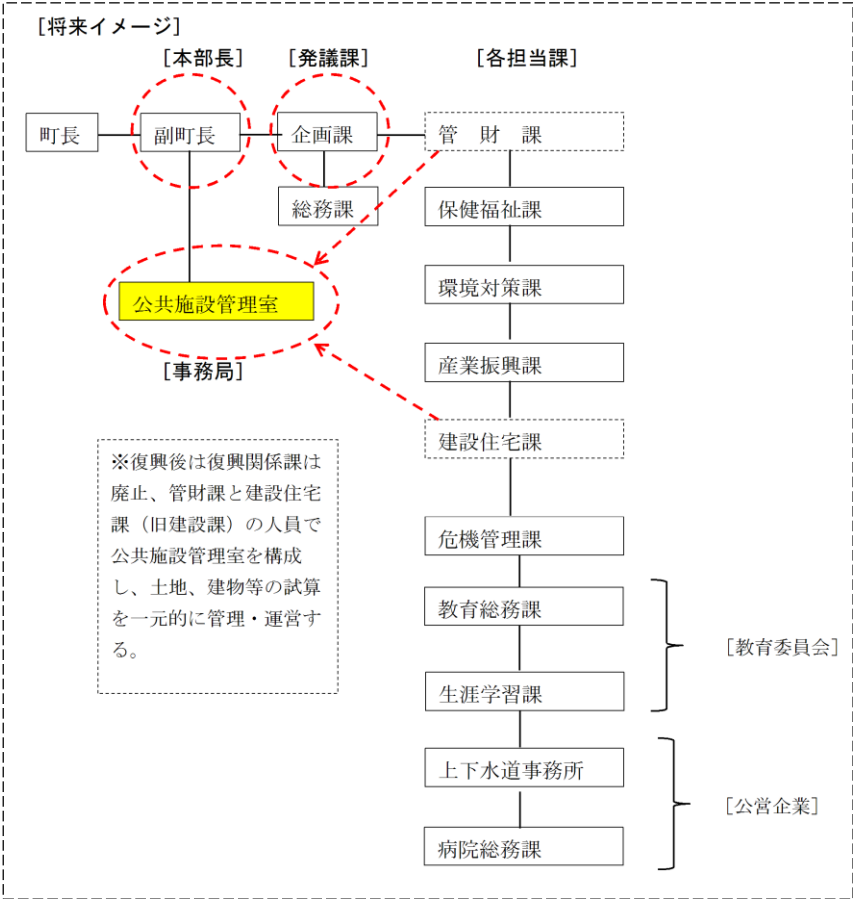 [将来イメージ]
[本部長]
[発議課]
[各担当課]
町長
副町長
企画課
管　財　課
総務課
保健福祉課
公共施設管理室
環境対策課
[事務局]
産業振興課
建設住宅課
※復興後は復興関係課は
廃止、管財課と建設住宅
課（旧建設課）の人員で
公共施設管理室を構成
し、土地、建物等の試算
を一元的に管理・運営す
る。
危機管理課
教育総務課
[教育委員会]
生涯学習課
上下水道事務所
[公営企業]
病院総務課